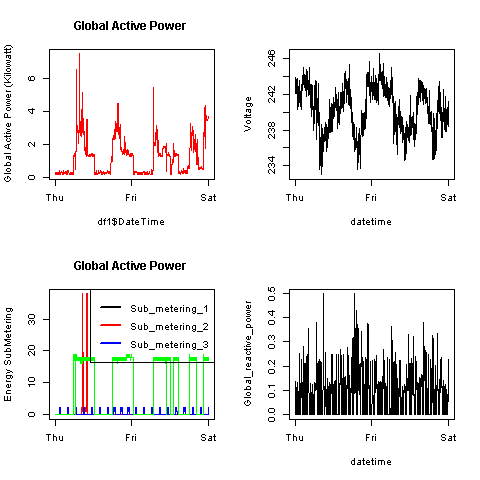 Global Active Power
Global Active Power (Kilowatt)
0 2 4 6
Thu Fri Sat
df1$DateTime
Voltage
234 238 242 246
Thu Fri Sat
datetime
Global Active Power
Energy SubMetering
0 10 20 30
Sub_metering_1
Sub_metering_2
Sub_metering_3
Thu Fri Sat
Global_reactive_power
0.0 0.1 0.2 0.3 0.4 0.5
Thu Fri Sat
datetime